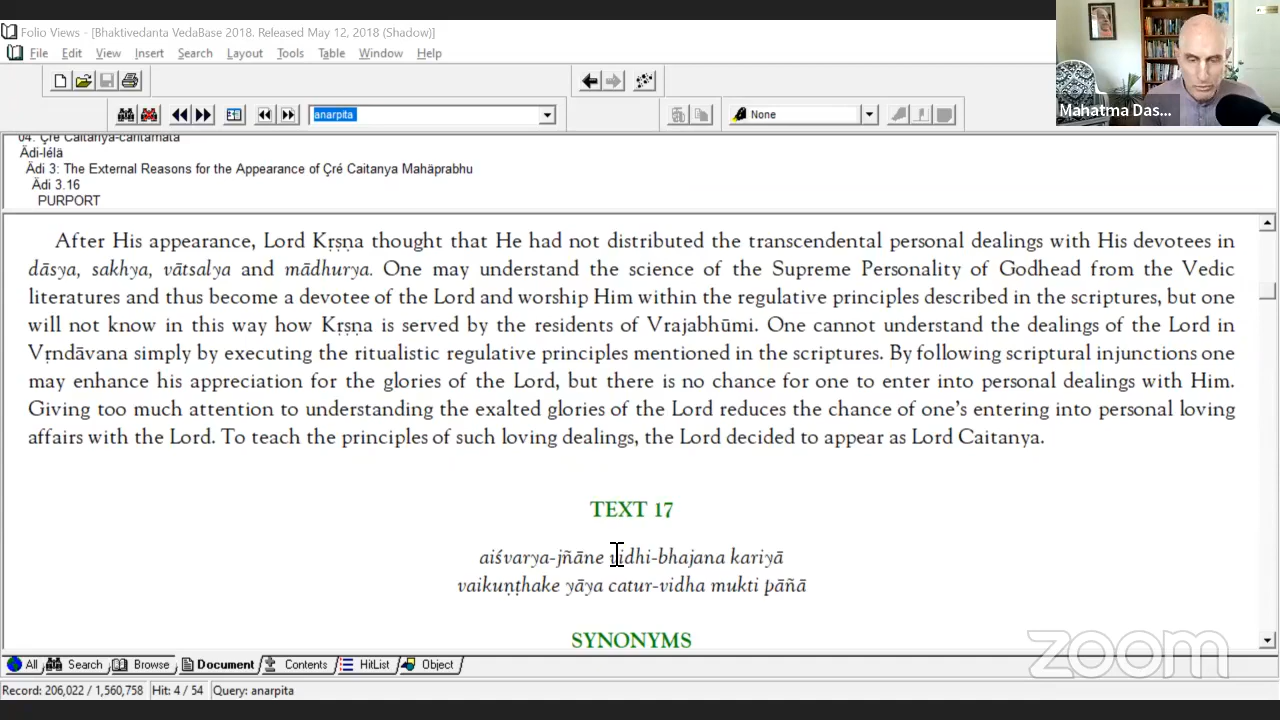 Folio Views - [Bhaktivedanta VedaBase 2018. Released May 12, 2018 (Shadow)]
File Edit View Insert Search Layout Tools Table Window Help
anarpita
None
Mahatma Das...
04. Çré Caitanya-caritämåta
Ädi-lélä
Ädi 3: The External Reasons for the Appearance of Çré Caitanya Mahäprabhu
Ädi 3.16
PURPORT
After His appearance, Lord Kṛṣṇa thought that He had not distributed the transcendental personal dealings with His devotees in
dāsya, sakhya, vātsalya and mādhurya. One may understand the science of the Supreme Personality of Godhead from the Vedic
literatures and thus become a devotee of the Lord and worship Him within the regulative principles described in the scriptures, but one
will not know in this way how Kṛṣṇa is served by the residents of Vrajabhūmi. One cannot understand the dealings of the Lord in
Vṛndāvana simply by executing the ritualistic regulative principles mentioned in the scriptures. By following scriptural injunctions one
may enhance his appreciation for the glories of the Lord, but there is no chance for one to enter into personal dealings with Him.
Giving too much attention to understanding the exalted glories of the Lord reduces the chance of one's entering into personal loving
affairs with the Lord. To teach the principles of such loving dealings, the Lord decided to appear as Lord Caitanya.
TEXT 17
aiśvarya-jñāne vidhi-bhajana kariyā
vaikuṇṭhake yāya catur-vidha mukti pāñā
SYNONYMS
zoom
All Search Browse Document Contents HitList Object
Record: 206,022 / 1,560,758 Hit: 4 / 54 Query: anarpita